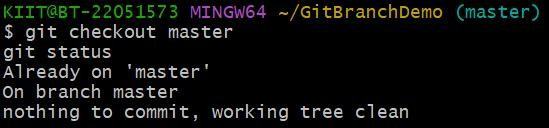 KIIT@BT-22051573 MINGW64 ~/GitBranchDemo (master)
$ git checkout master
git status
Already on 'master'
On branch master
nothing to commit, working tree clean